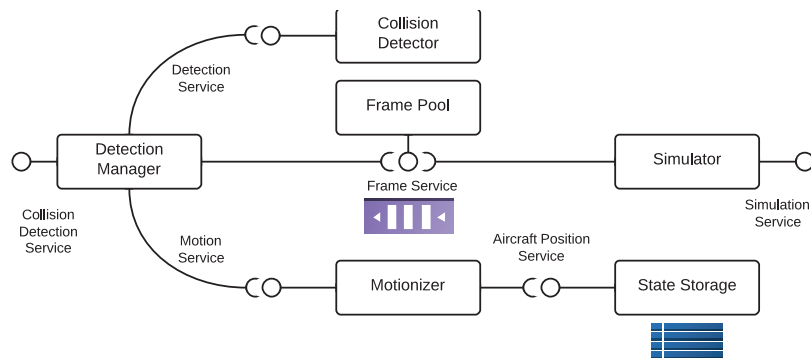 Collision
Detector
Detection
Service
Frame Pool
Detection
Manager
Simulator
Frame Service
Collision
Detection
Service
Simulation
Service
Motion
Service
Aircraft Position
Service
Motionizer
State Storage